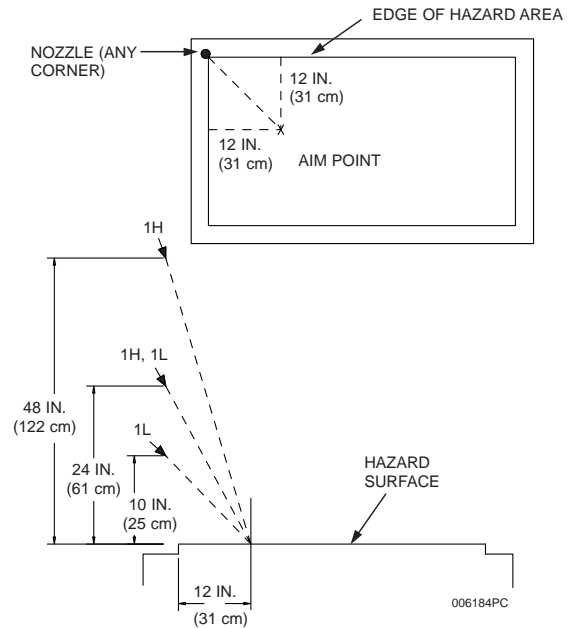 EDGE OF HAZARD AREA
NOZZLE (ANY
CORNER)
12 IN.
(31 cm)
12 IN.
(31 cm)
AIM POINT
1H
1H, 1L
48 IN.
(122 cm)
1L
24 IN.
(61 cm)
10 IN.
(25 cm)
HAZARD
SURFACE
12 IN.
(31 cm)
006184PC